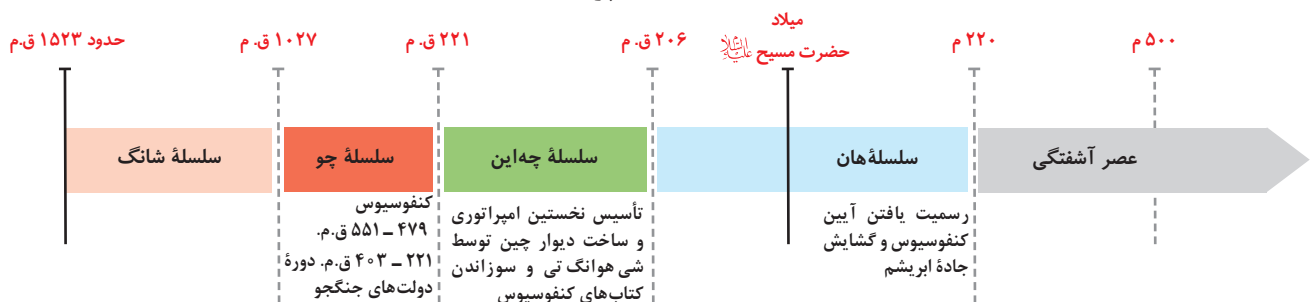 حدود ۱۵۲۳ ق.م
۱۰۲۷ ق.م
۲۲۱ ق.م
۲۰۶ ق.م
میلاد
حضرت مسیح علیه‌السلام
۲۲۰ م
۵۰۰ م
سلسلهٔ شانگ
سلسلهٔ چو
سلسلهٔ چه‌این
سلسلهٔ هان
عصر آشفتگی
کنفوسیوس
۴۷۹ – ۵۵۱ ق.م.
۲۲۱ – ۴۰۳ ق.م. دورهٔ
دولت‌های جنگجو
تأسیس نخستین امپراتوری
و ساخت دیوار چین توسط
شی هوانگ تی و سوزاندن
کتاب‌های کنفوسیوس
رسمیت یافتن آیین
کنفوسیوس و گشایش
جادهٔ ابریشم